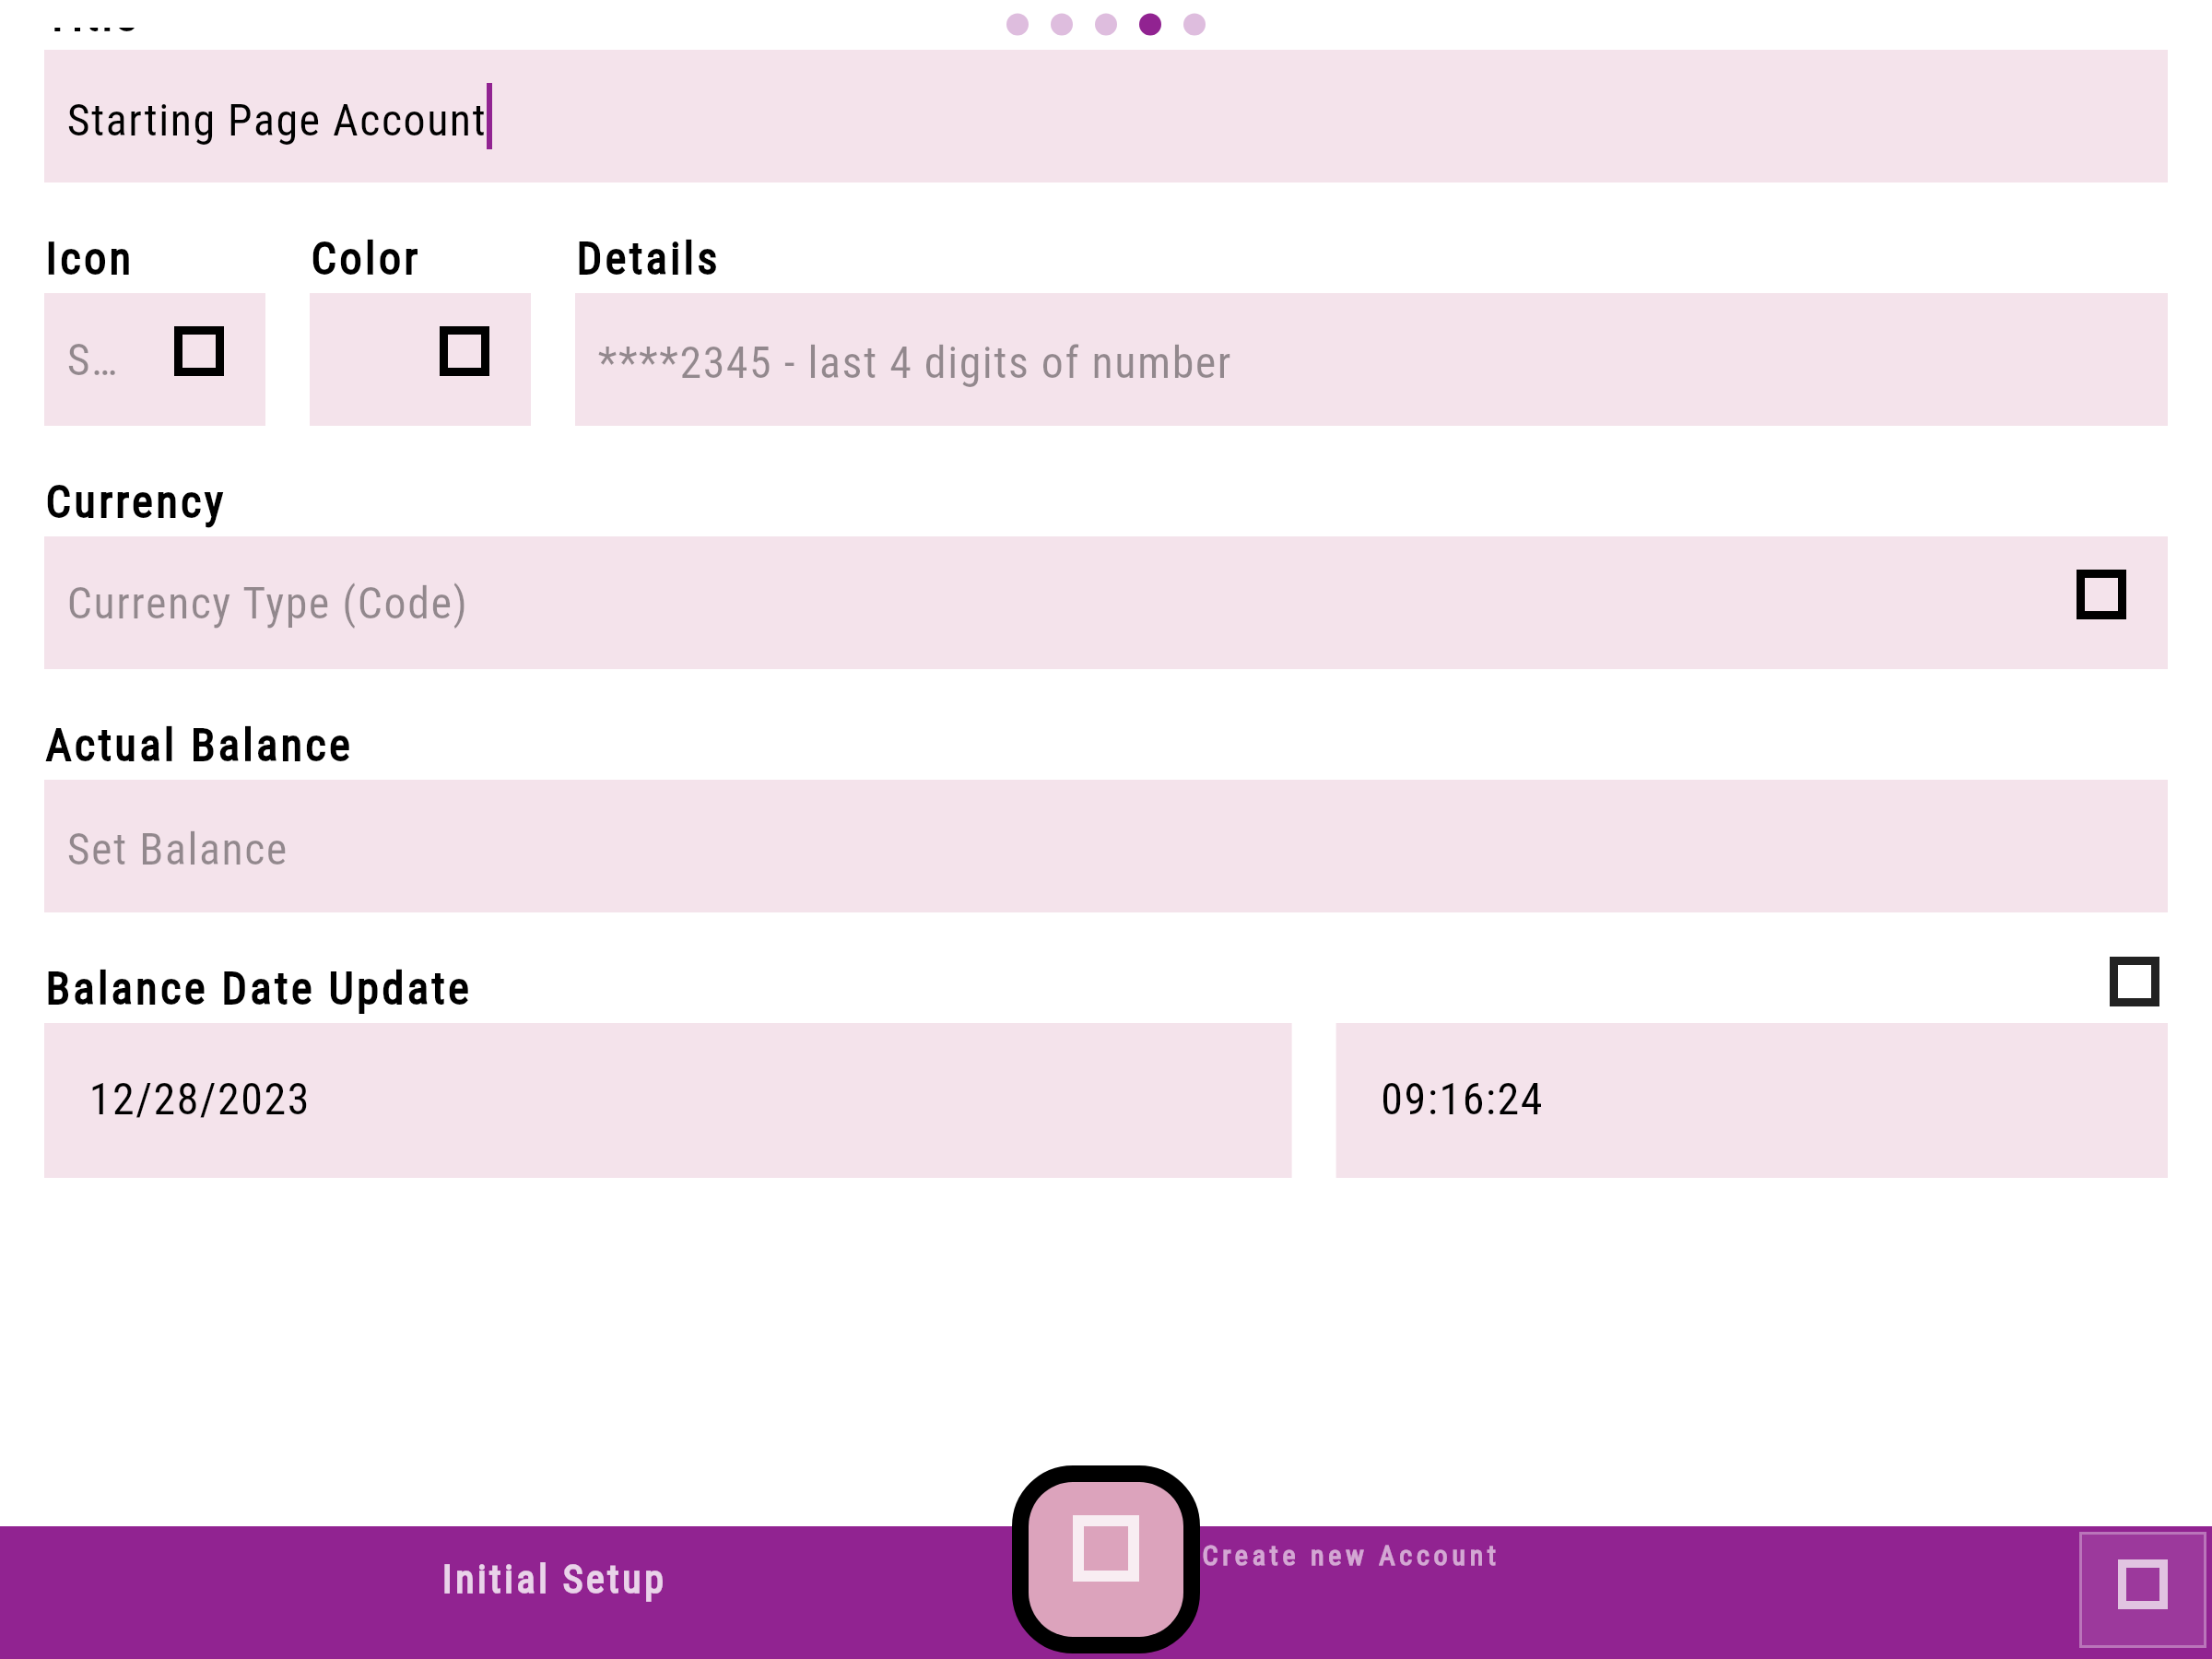 Starting Page Account
Icon Color Details
S... ****2345 - last 4 digits of number
Currency
Currency Type (Code)
Actual Balance
Set Balance
Balance Date Update
12/28/2023 09:16:24
Initial Setup Create new Account